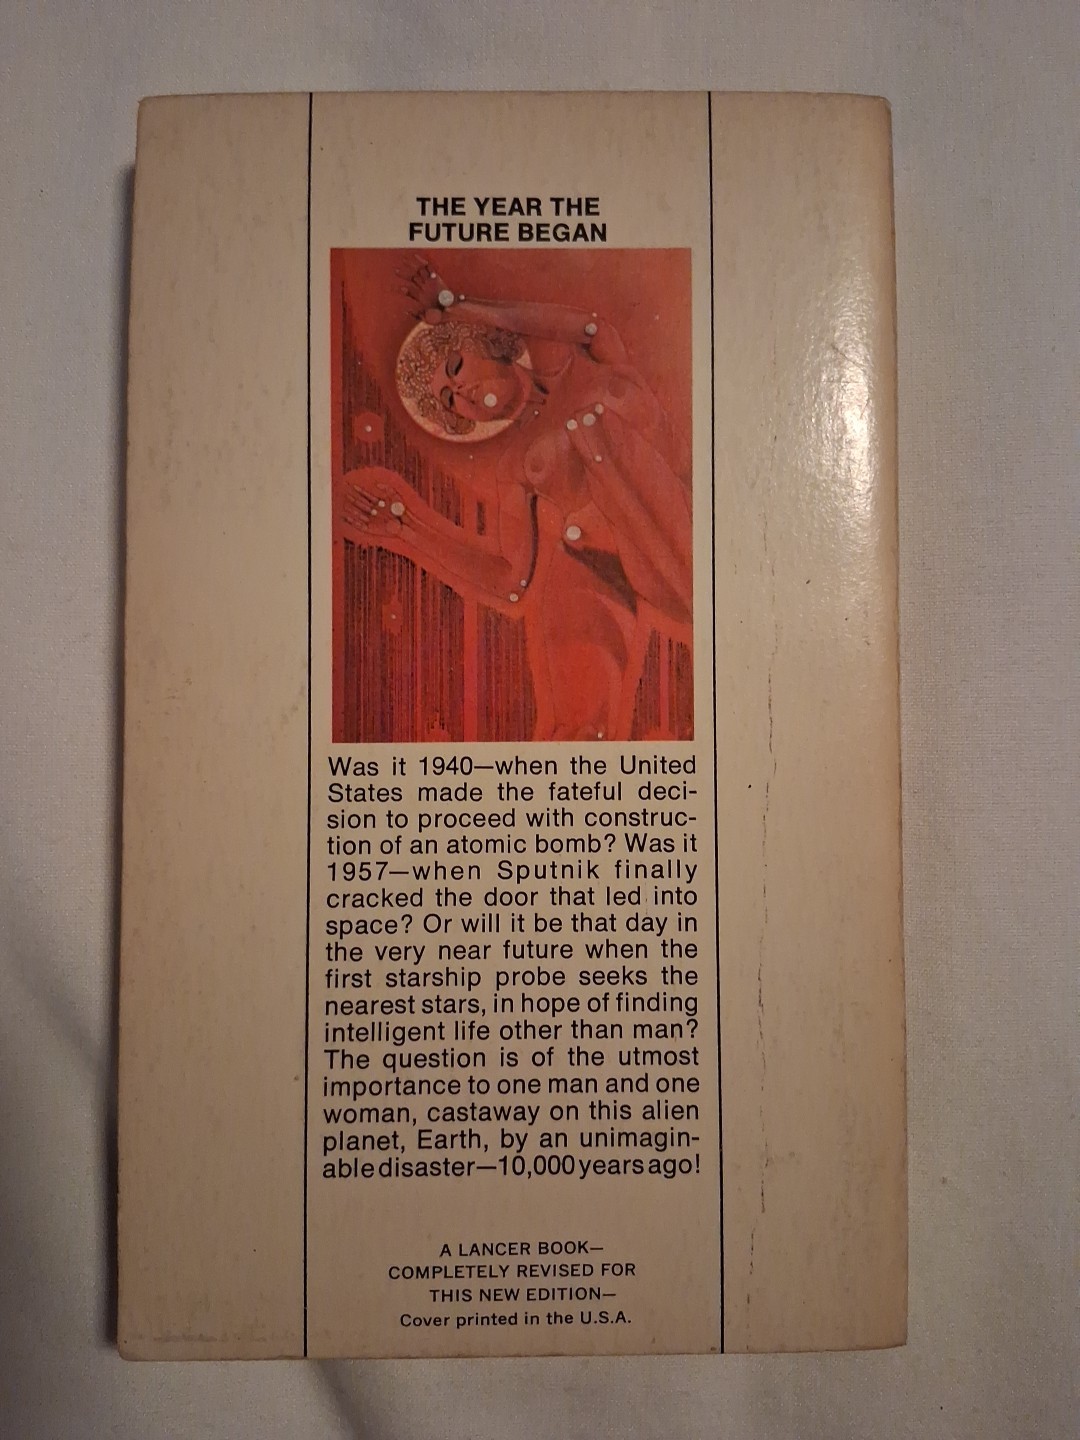 THE YEAR THE
FUTURE BEGAN
Was it 1940—when the United
States made the fateful deci-
sion to proceed with construc-
tion of an atomic bomb? Was it
1957—when Sputnik finally
cracked the door that led into
space? Or will it be that day in
the very near future when the
first starship probe seeks the
nearest stars, in hope of finding
intelligent life other than man?
The question is of the utmost
importance to one man and one
woman, castaway on this alien
planet, Earth, by an unimagin-
able disaster—10,000 years ago!
A LANCER BOOK—
COMPLETELY REVISED FOR
THIS NEW EDITION—
Cover printed in the U.S.A.